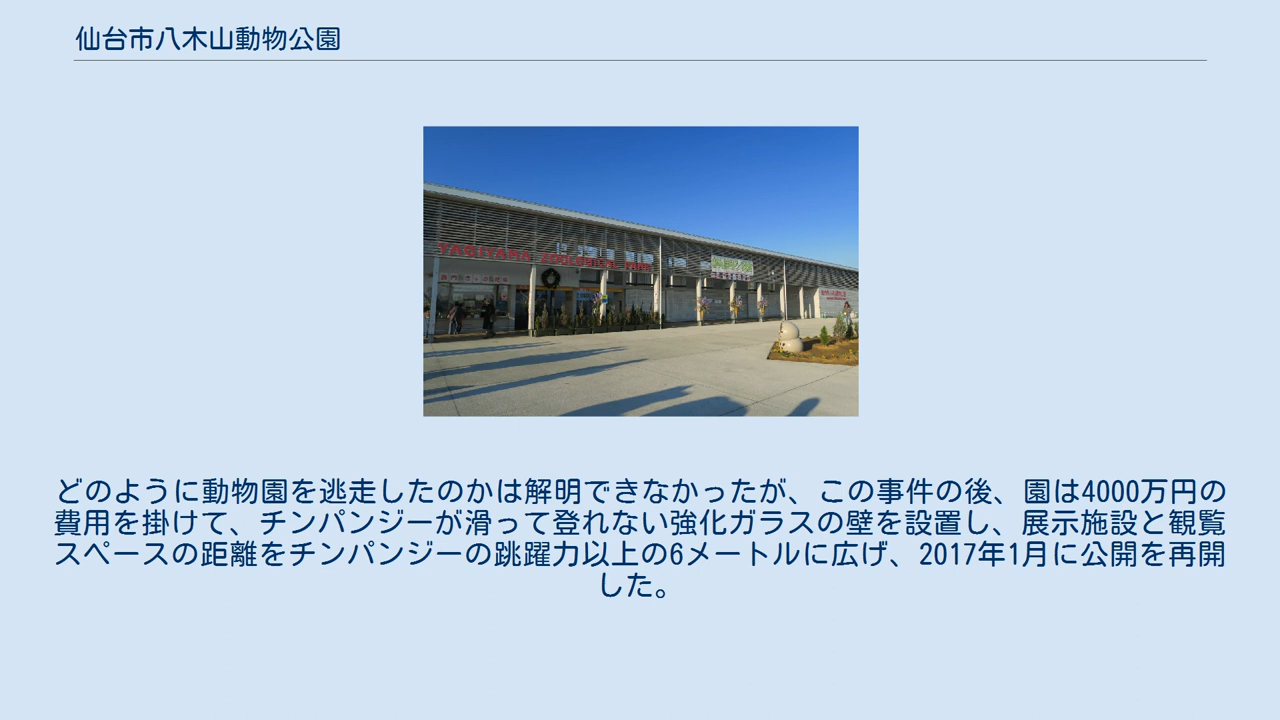 仙台市八木山動物公園
YAGIYAMA ZOOLOGICAL PARK
どのように動物園を逃走したのかは解明できなかったが、この事件の後、園は4000万円の
費用を掛けて、チンパンジーが滑って登れない強化ガラスの壁を設置し、展示施設と観覧
スペースの距離をチンパンジーの跳躍力以上の6メートルに広げ、2017年1月に公開を再開
した。